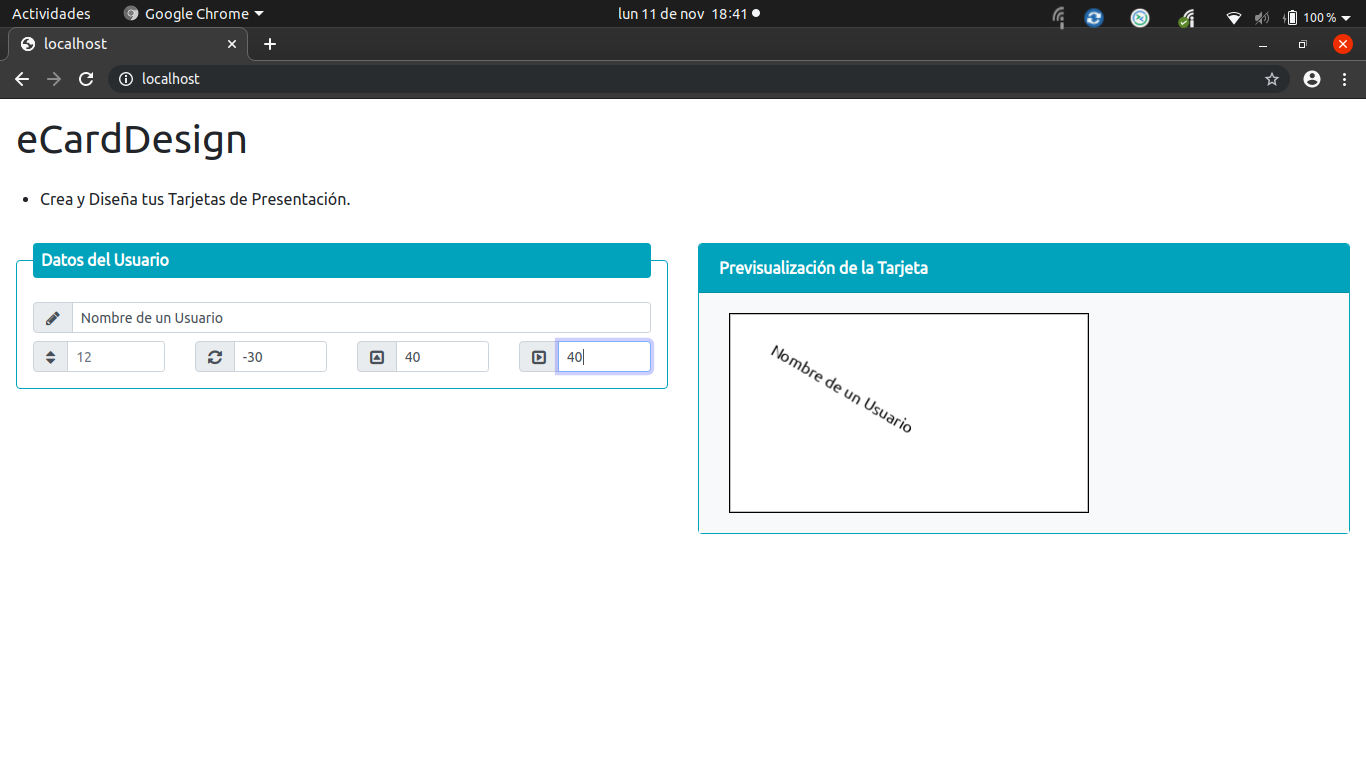 Actividades Google Chrome lun 11 de nov 18:41 100 %
localhost
localhost
eCardDesign
Crea y Diseña tus Tarjetas de Presentación.
Datos del Usuario
Nombre de un Usuario
12 -30 40 40
Previsualización de la Tarjeta
Nombre de un Usuario